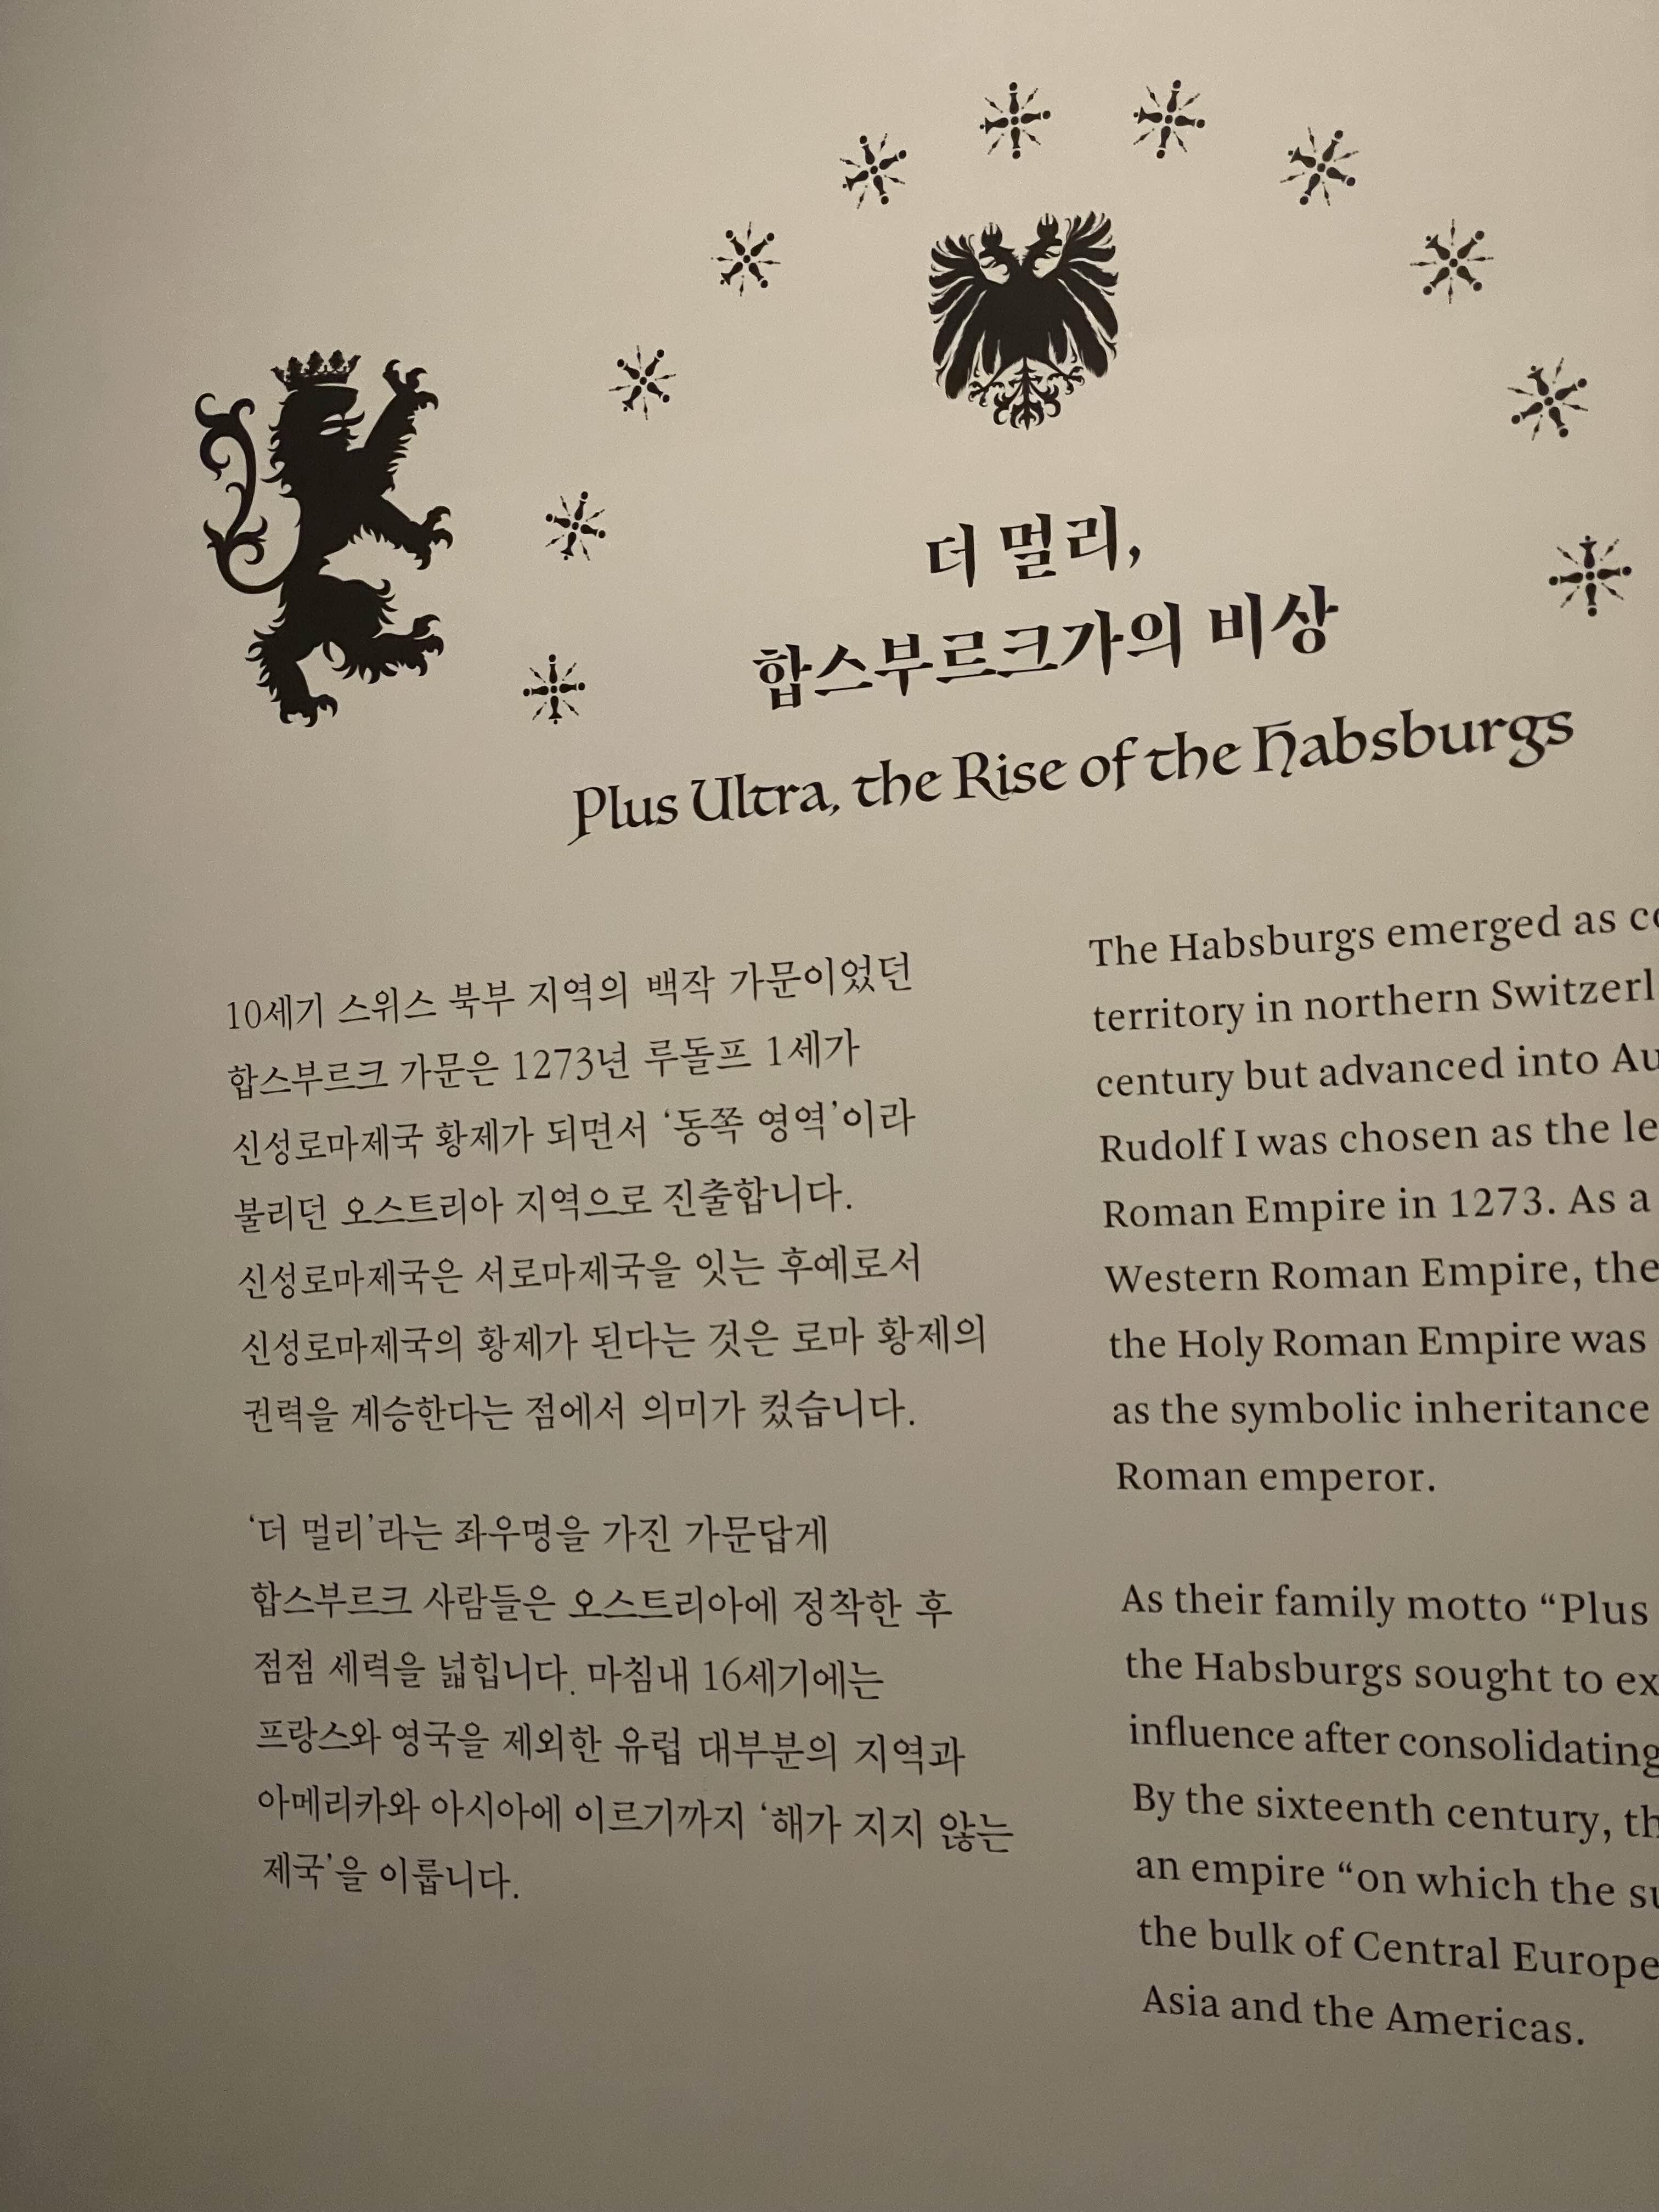 더 멀리,
합스부르크가의 비상
Plus Ultra, the Rise of the Habsburgs
10세기 스위스 북부 지역의 백작 가문이었던
합스부르크 가문은 1273년 루돌프 1세가
신성로마제국 황제가 되면서 ‘동쪽 영역’이라
불리던 오스트리아 지역으로 진출합니다.
신성로마제국은 서로마제국을 잇는 후예로서
신성로마제국의 황제가 된다는 것은 로마 황제의
권력을 계승한다는 점에서 의미가 컸습니다.
‘더 멀리’라는 좌우명을 가진 가문답게
합스부르크 사람들은 오스트리아에 정착한 후
점점 세력을 넓힙니다. 마침내 16세기에는
프랑스와 영국을 제외한 유럽 대부분의 지역과
아메리카와 아시아에 이르기까지 ‘해가 지지 않는
제국’을 이룹니다.
The Habsburgs emerged as
territory in northern
century but advanced into
Rudolf I was chosen as the
Roman Empire in 1273. As a
Western Roman Empire, the
the Holy Roman Empire was
as the symbolic inheritance
Roman emperor.
As their family motto “Plus
the Habsburgs sought to
influence after consolidating
By the sixteenth century,
an empire “on which the
the bulk of Central Europe
Asia and the Americas.